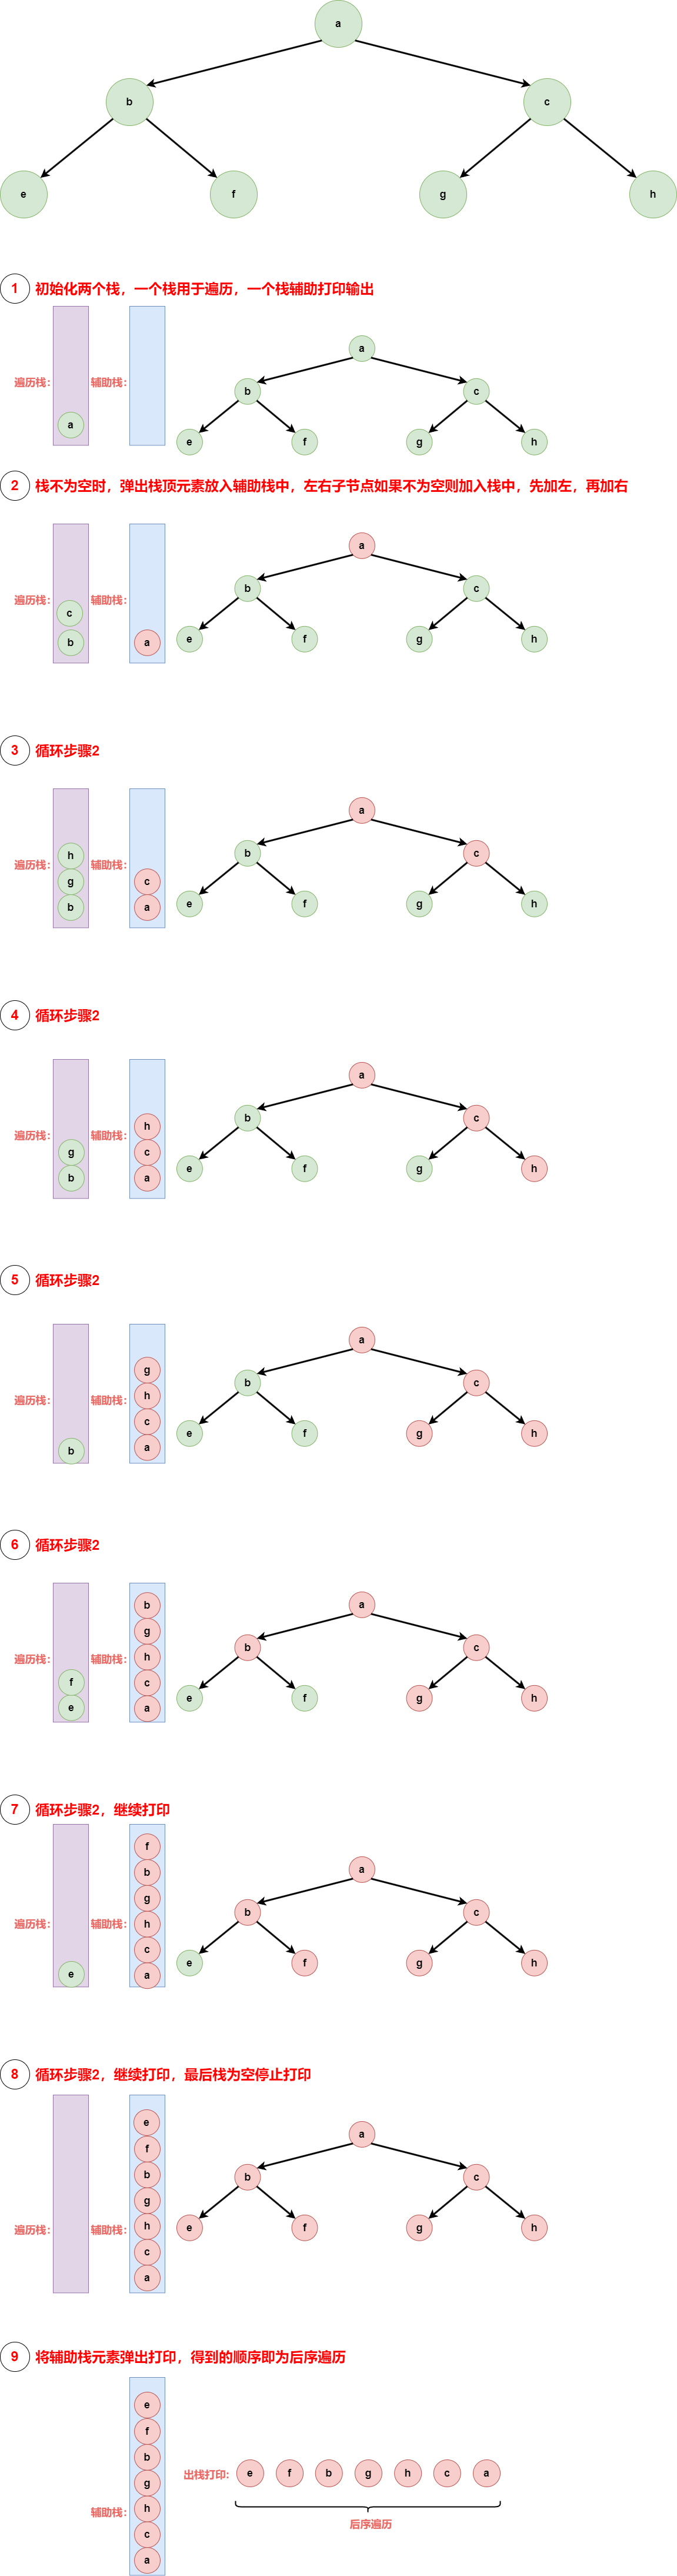 a
b c
e f g h
1 初始化两个栈，一个栈用于遍历，一个栈辅助打印输出
遍历栈： a 辅助栈：
a
b c
e f g h
2 栈不为空时，弹出栈顶元素放入辅助栈中，左右子节点如果不为空则加入栈中，先加左，再加右
遍历栈： c b 辅助栈： a
a
b c
e f g h
3 循环步骤2
遍历栈： h g b 辅助栈： c a
a
b c
e f g h
4 循环步骤2
遍历栈： g b 辅助栈： h c a
a
b c
e f g h
5 循环步骤2
遍历栈： b 辅助栈： g h c a
a
b c
e f g h
6 循环步骤2
遍历栈： f e 辅助栈： b g h c a
a
b c
e f g h
7 循环步骤2，继续打印
遍历栈： e 辅助栈： f b g h c a
a
b c
e f g h
8 循环步骤2，继续打印，最后栈为空停止打印
遍历栈： 辅助栈： e f b g h c a
a
b c
e f g h
9 将辅助栈元素弹出打印，得到的顺序即为后序遍历
辅助栈： e f b g h c a
出栈打印： e f b g h c a
后序遍历